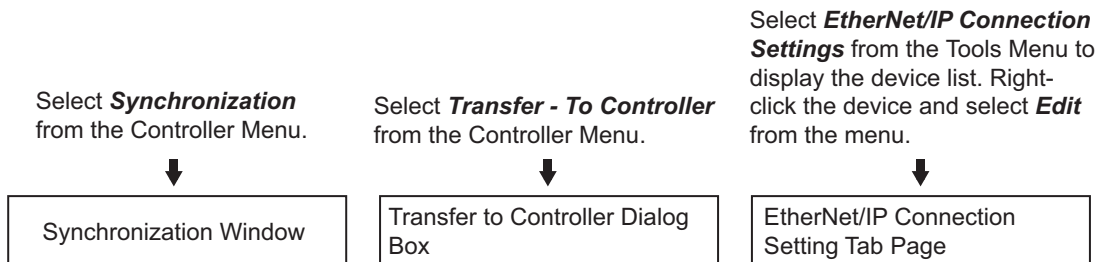 Select Synchronization
from the Controller Menu.
Synchronization Window
Select Transfer - To Controller
from the Controller Menu.
Transfer to Controller Dialog
Box
Select EtherNet/IP Connection
Settings from the Tools Menu to
display the device list. Right-
click the device and select Edit
from the menu.
EtherNet/IP Connection
Setting Tab Page